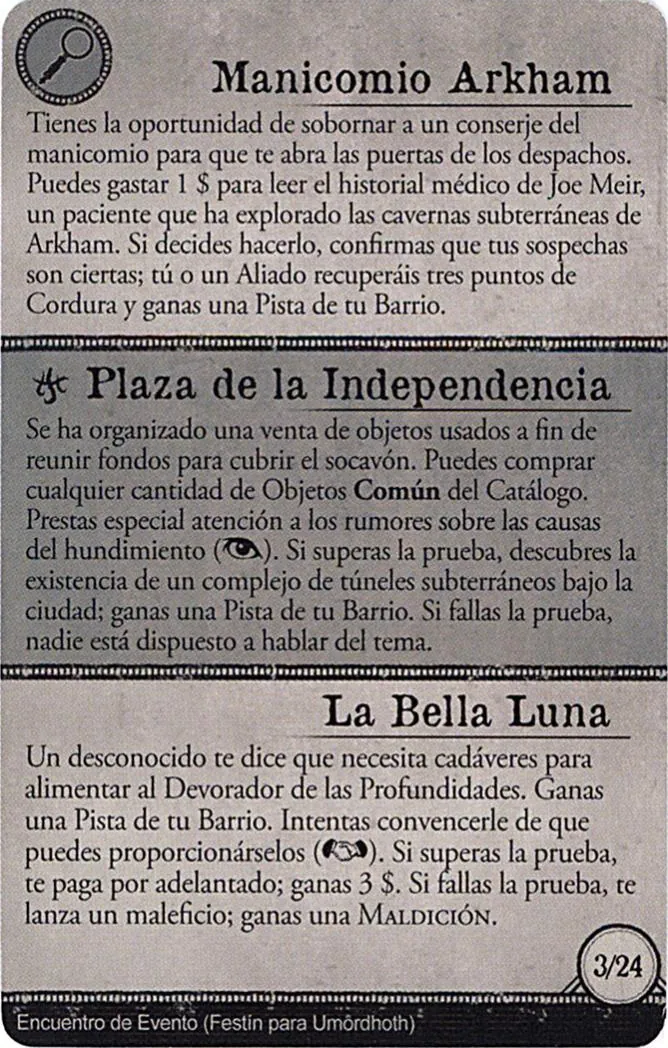 Manicomio Arkham
Tienes la oportunidad de sobornar a un conserje del
manicomio para que te abra las puertas de los despachos.
Puedes gastar 1 $ para leer el historial médico de Joe Meir,
un paciente que ha explorado las cavernas subterráneas de
Arkham. Si decides hacerlo, confirmas que tus sospechas
son ciertas; tú o un Aliado recuperáis tres puntos de
Cordura y ganas una Pista de tu Barrio.
Plaza de la Independencia
Se ha organizado una venta de objetos usados a fin de
reunir fondos para cubrir el socavón. Puedes comprar
cualquier cantidad de Objetos Común del Catálogo.
Prestas especial atención a los rumores sobre las causas
del hundimiento (). Si superas la prueba, descubres la
existencia de un complejo de túneles subterráneos bajo la
ciudad; ganas una Pista de tu Barrio. Si fallas la prueba,
nadie está dispuesto a hablar del tema.
La Bella Luna
Un desconocido te dice que necesita cadáveres para
alimentar al Devorador de las Profundidades. Ganas
una Pista de tu Barrio. Intentas convencerle de que
puedes proporcionárselos (). Si superas la prueba,
te paga por adelantado; ganas 3 $. Si fallas la prueba, te
lanza un maleficio; ganas una MALDICIÓN.
3/24
Encuentro de Evento (Festín para Umôrdhoth)